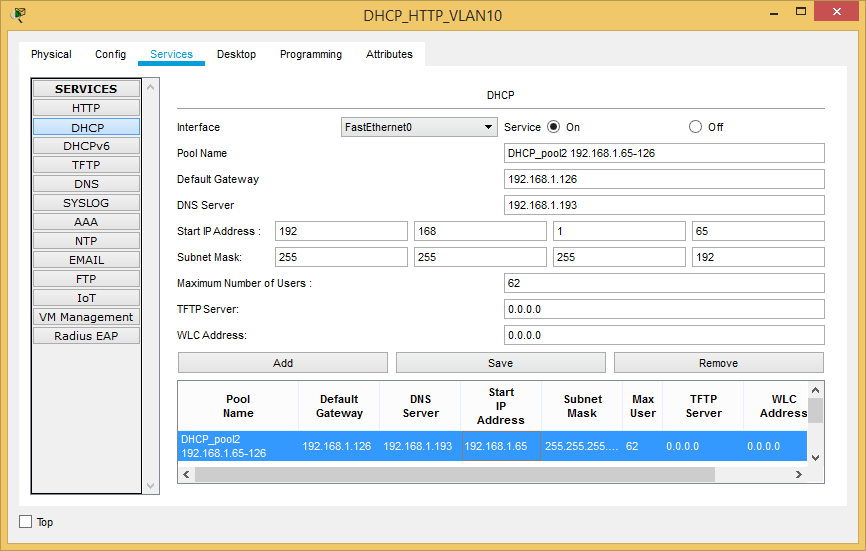 DHCP_HTTP_VLAN10
Physical Config Services Desktop Programming Attributes
SERVICES
HTTP
DHCP
DHCPv6
TFTP
DNS
SYSLOG
AAA
NTP
EMAIL
FTP
IoT
VM Management
Radius EAP
DHCP
Interface FastEthernet0 Service On Off
Pool Name DHCP_pool2 192.168.1.65-126
Default Gateway 192.168.1.126
DNS Server 192.168.1.193
Start IP Address : 192 168 1 65
Subnet Mask: 255 255 255 192
Maximum Number of Users : 62
TFTP Server: 0.0.0.0
WLC Address: 0.0.0.0
Add Save Remove
Pool Name Default Gateway DNS Server Start IP Address Subnet Mask Max User TFTP Server WLC Address
DHCP_pool2 192.168.1.65-126 192.168.1.126 192.168.1.193 192.168.1.65 255.255.255.... 62 0.0.0.0 0.0.0.0
Top